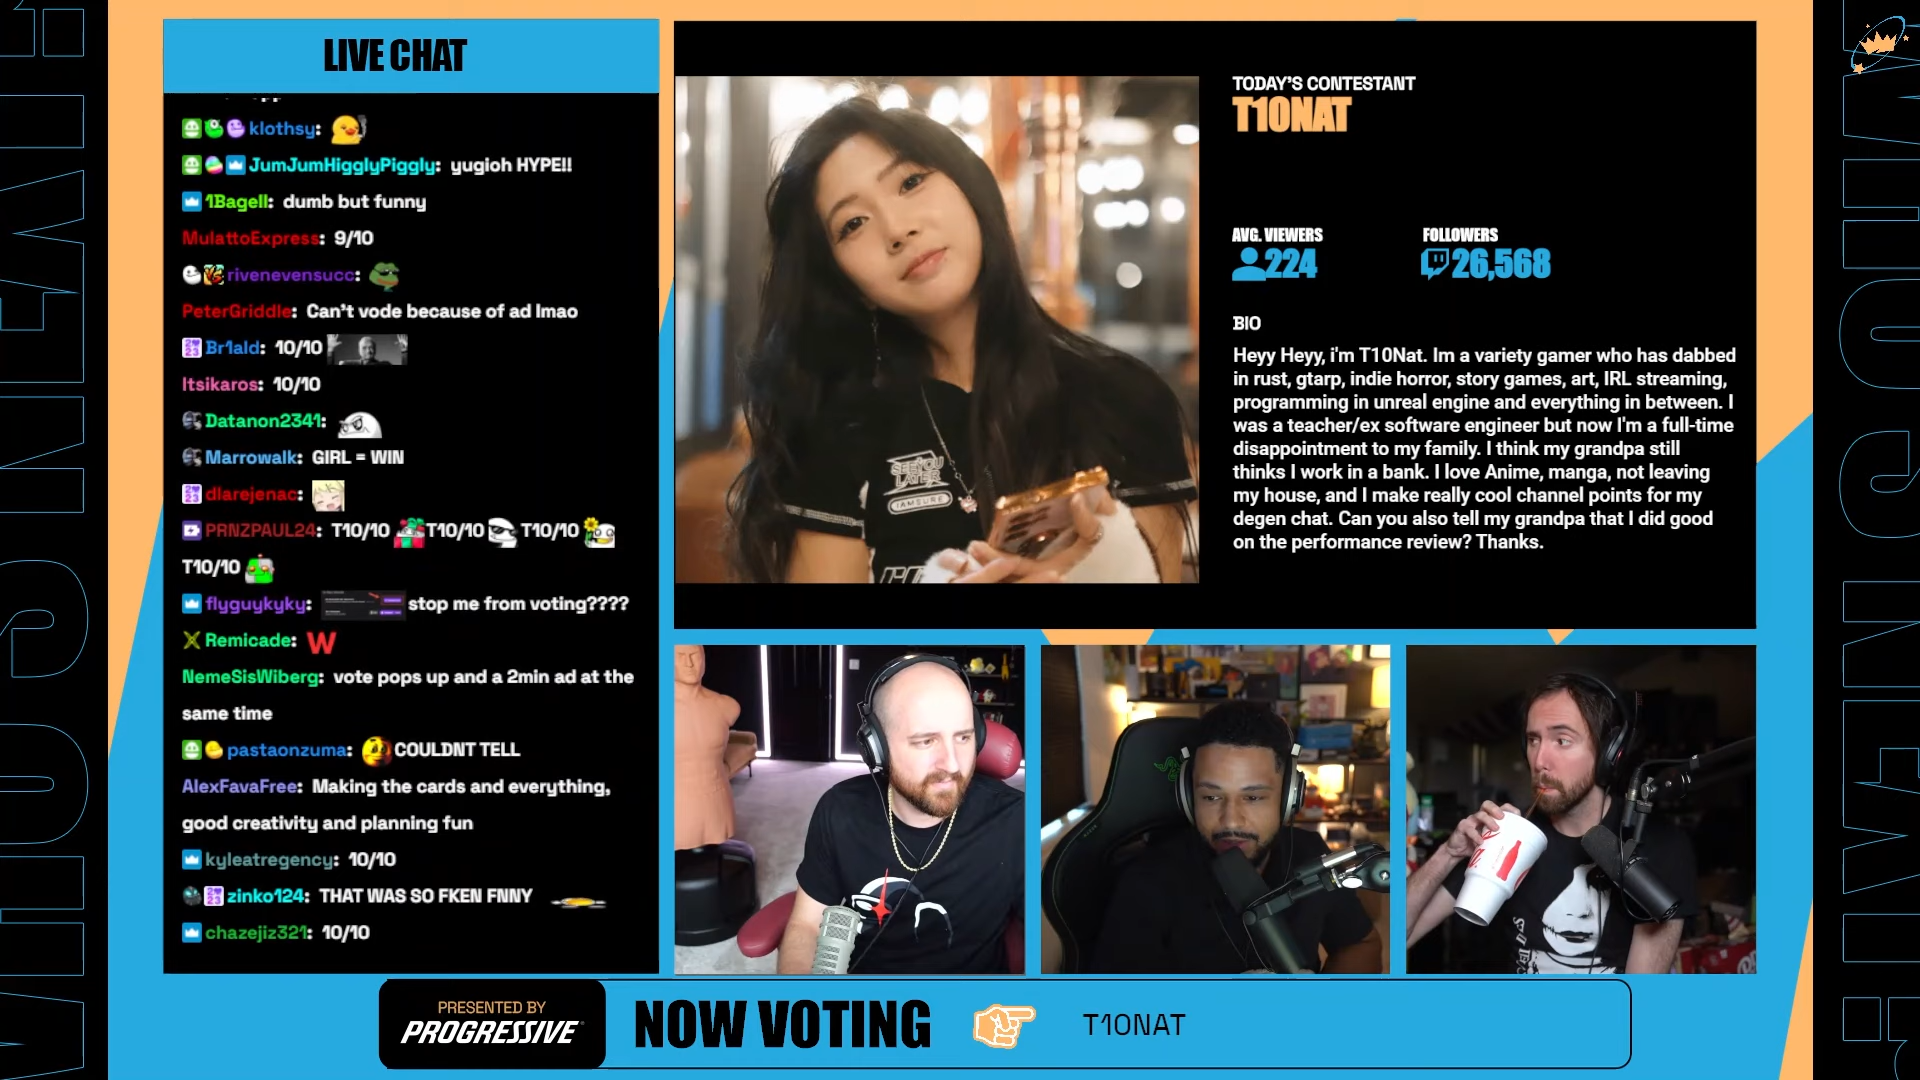 LIVE CHAT
klothsy:
JumJumHigglyPiggly: yugioh HYPE!!
1Bagell: dumb but funny
MulattoExpress: 9/10
rivenevensucc:
PeterGriddle: Can't vode because of ad lmao
Br1ald: 10/10
Itsikaros: 10/10
Datanon2341:
Marrowalk: GIRL = WIN
dlarejenac:
PRNZPAUL24: T10/10 T10/10 T10/10
T10/10
flyguykyky: stop me from voting????
Remicade: W
NemeSisWiberg: vote pops up and a 2min ad at the
same time
pastaonzuma: COULDNT TELL
AlexFavaFree: Making the cards and everything,
good creativity and planning fun
kyleatregency: 10/10
zinko124: THAT WAS SO FKEN FNNY
chazejiz321: 10/10
TODAY'S CONTESTANT
T10NAT
AVG. VIEWERS
224
FOLLOWERS
26,568
BIO
Heyy Heyy, i'm T10Nat. Im a variety gamer who has dabbed
in rust, gtarp, indie horror, story games, art, IRL streaming,
programming in unreal engine and everything in between. I
was a teacher/ex software engineer but now I'm a full-time
disappointment to my family. I think my grandpa still
thinks I work in a bank. I love Anime, manga, not leaving
my house, and I make really cool channel points for my
degen chat. Can you also tell my grandpa that I did good
on the performance review? Thanks.
SEE YOU
LATER
IAMSURE
PRESENTED BY
PROGRESSIVE
NOW VOTING
T10NAT